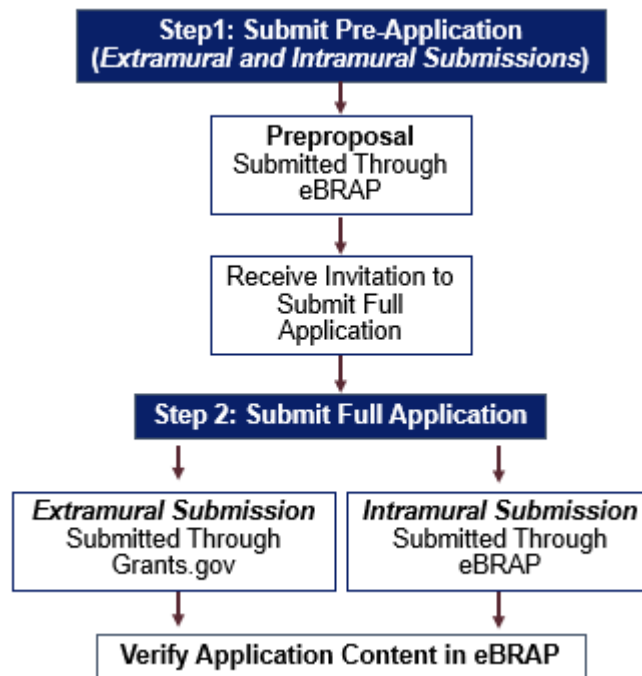 Step1: Submit Pre-Application
(Extramural and Intramural Submissions)
Preproposal
Submitted Through
eBRAP
Receive Invitation to
Submit Full
Application
Step 2: Submit Full Application
Extramural Submission
Submitted Through
Grants.gov
Intramural Submission
Submitted Through
eBRAP
Verify Application Content in eBRAP